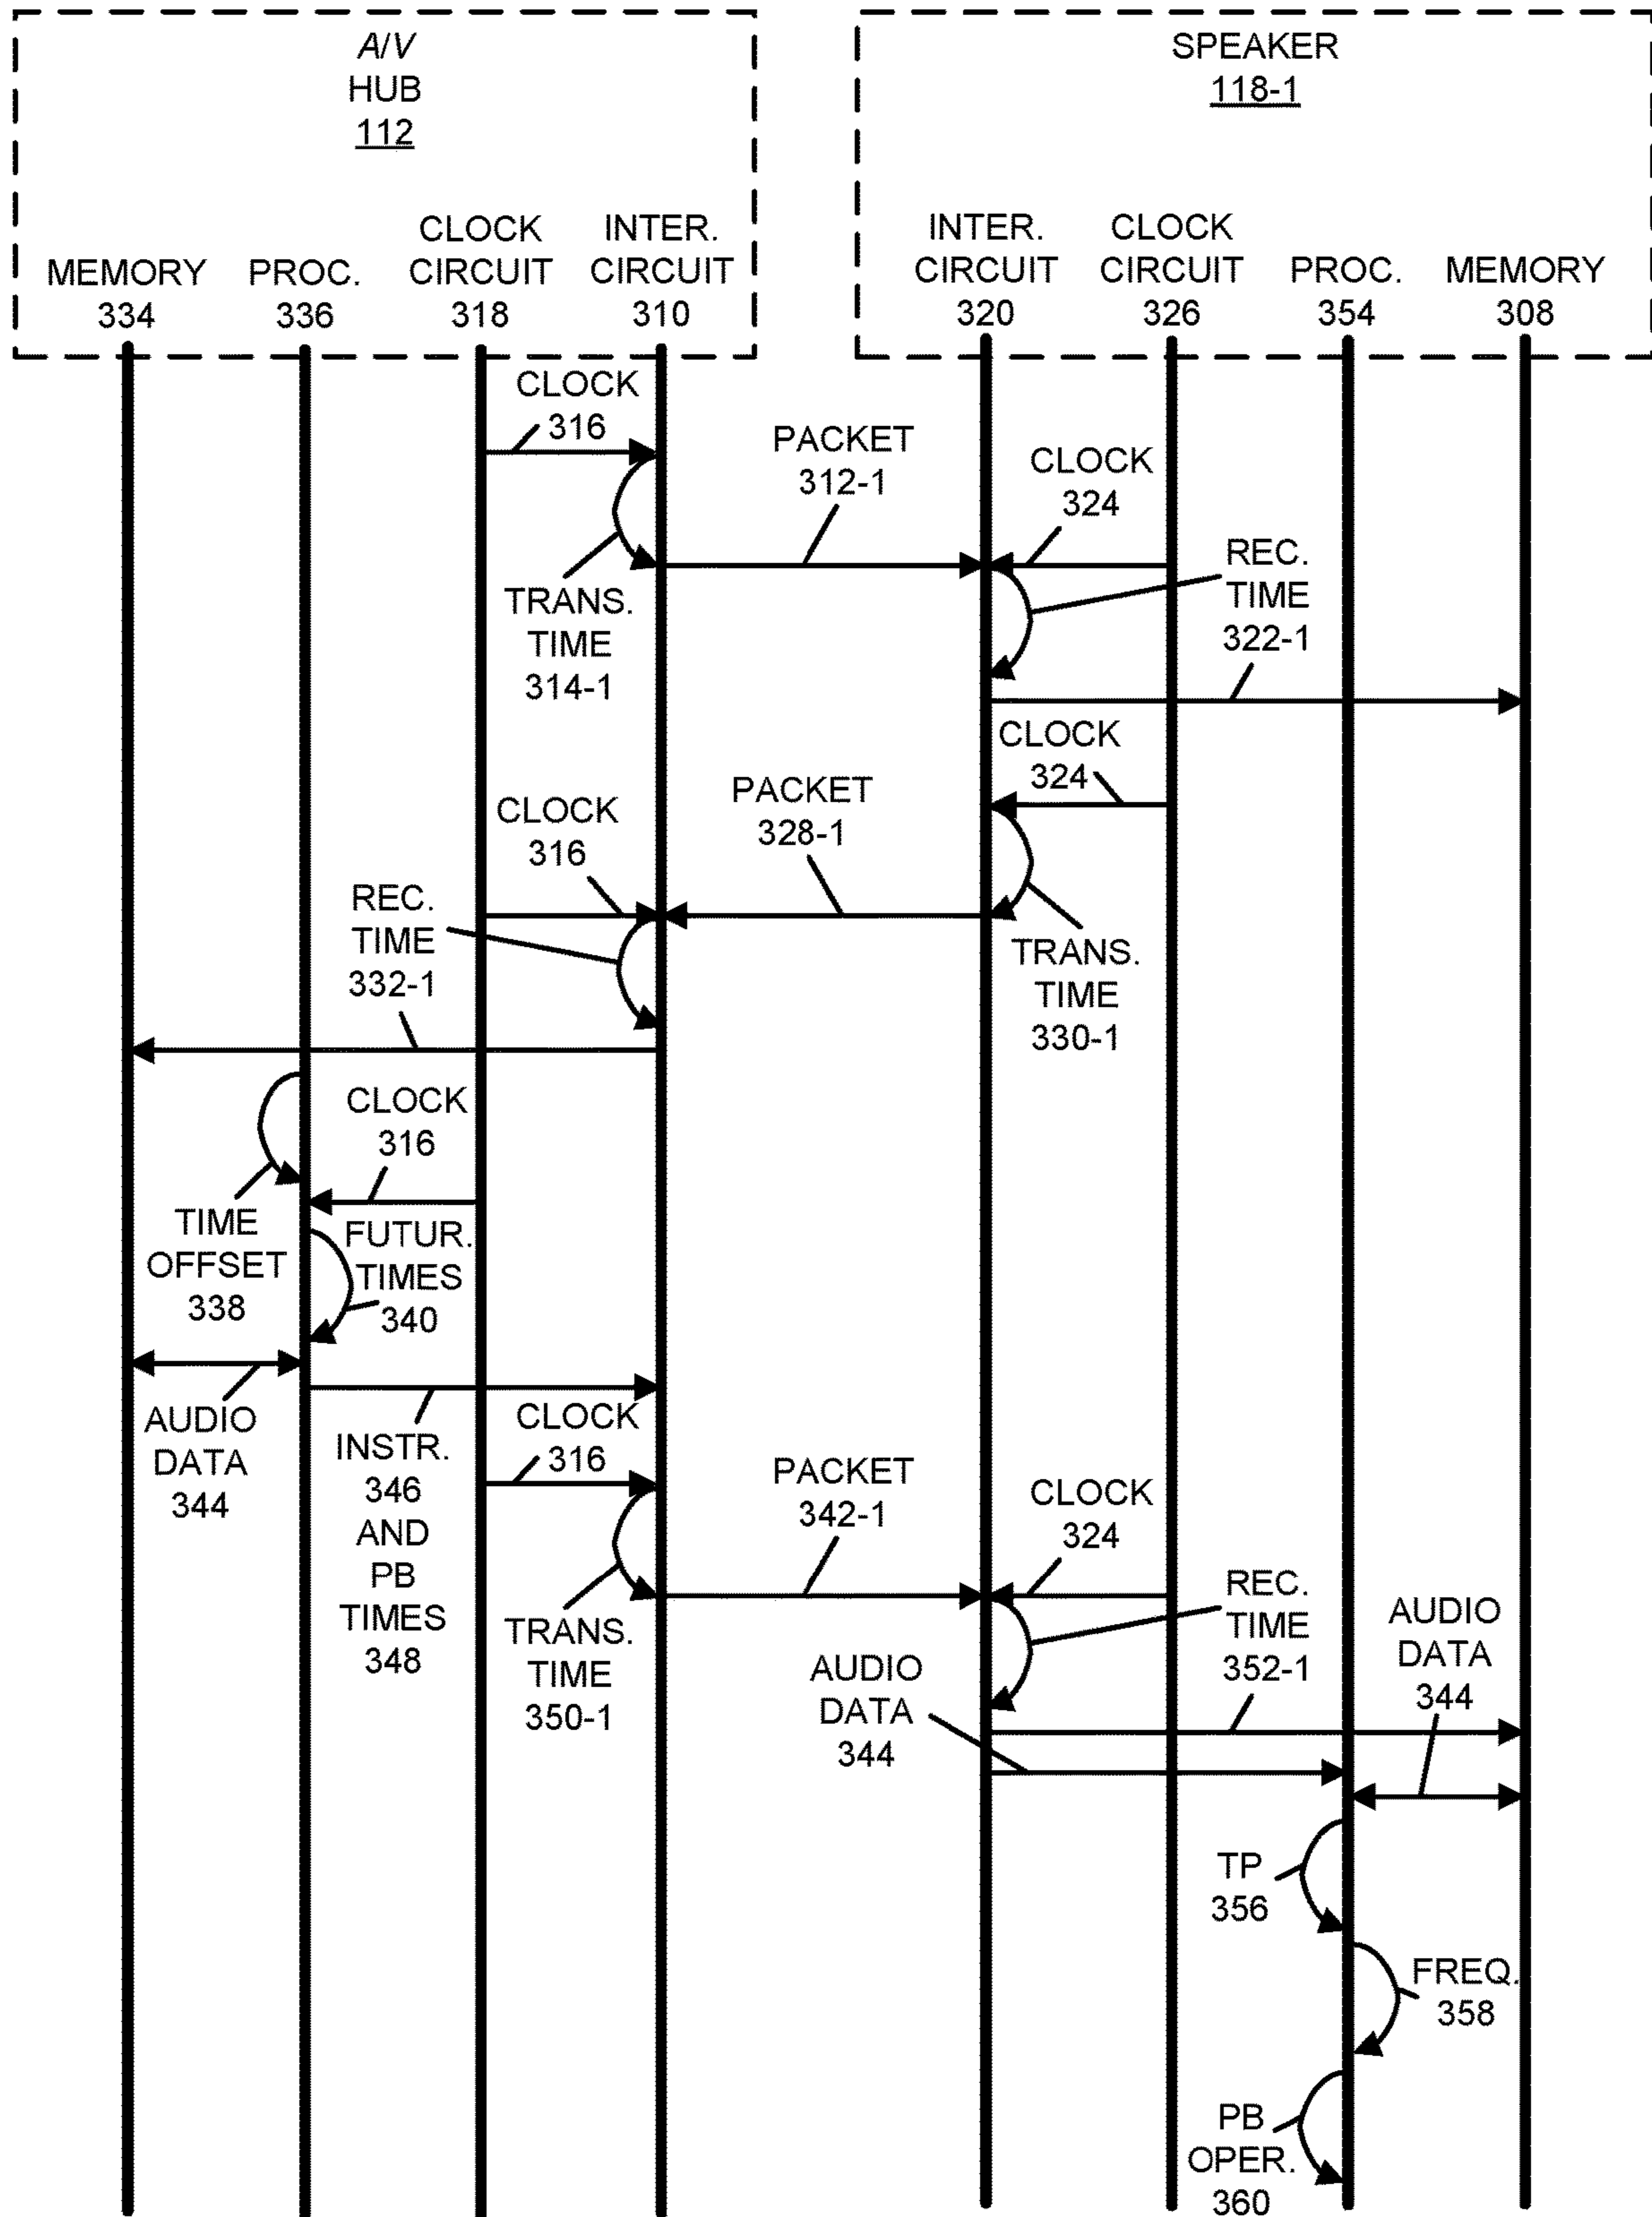 A/V
HUB
112
SPEAKER
118-1
MEMORY
334
PROC.
336
CLOCK
CIRCUIT
318
INTER.
CIRCUIT
310
INTER.
CIRCUIT
320
CLOCK
CIRCUIT
326
PROC.
354
MEMORY
308
CLOCK
316
PACKET
312-1
CLOCK
324
TRANS.
TIME
314-1
REC.
TIME
322-1
CLOCK
324
PACKET
328-1
CLOCK
316
REC.
TIME
332-1
TRANS.
TIME
330-1
CLOCK
316
TIME
OFFSET
338
FUTUR.
TIMES
340
AUDIO
DATA
344
INSTR.
346
AND
PB
TIMES
348
CLOCK
316
PACKET
342-1
CLOCK
324
TRANS.
TIME
350-1
REC.
TIME
352-1
AUDIO
DATA
344
AUDIO
DATA
344
TP
356
FREQ.
358
PB
OPER.
360